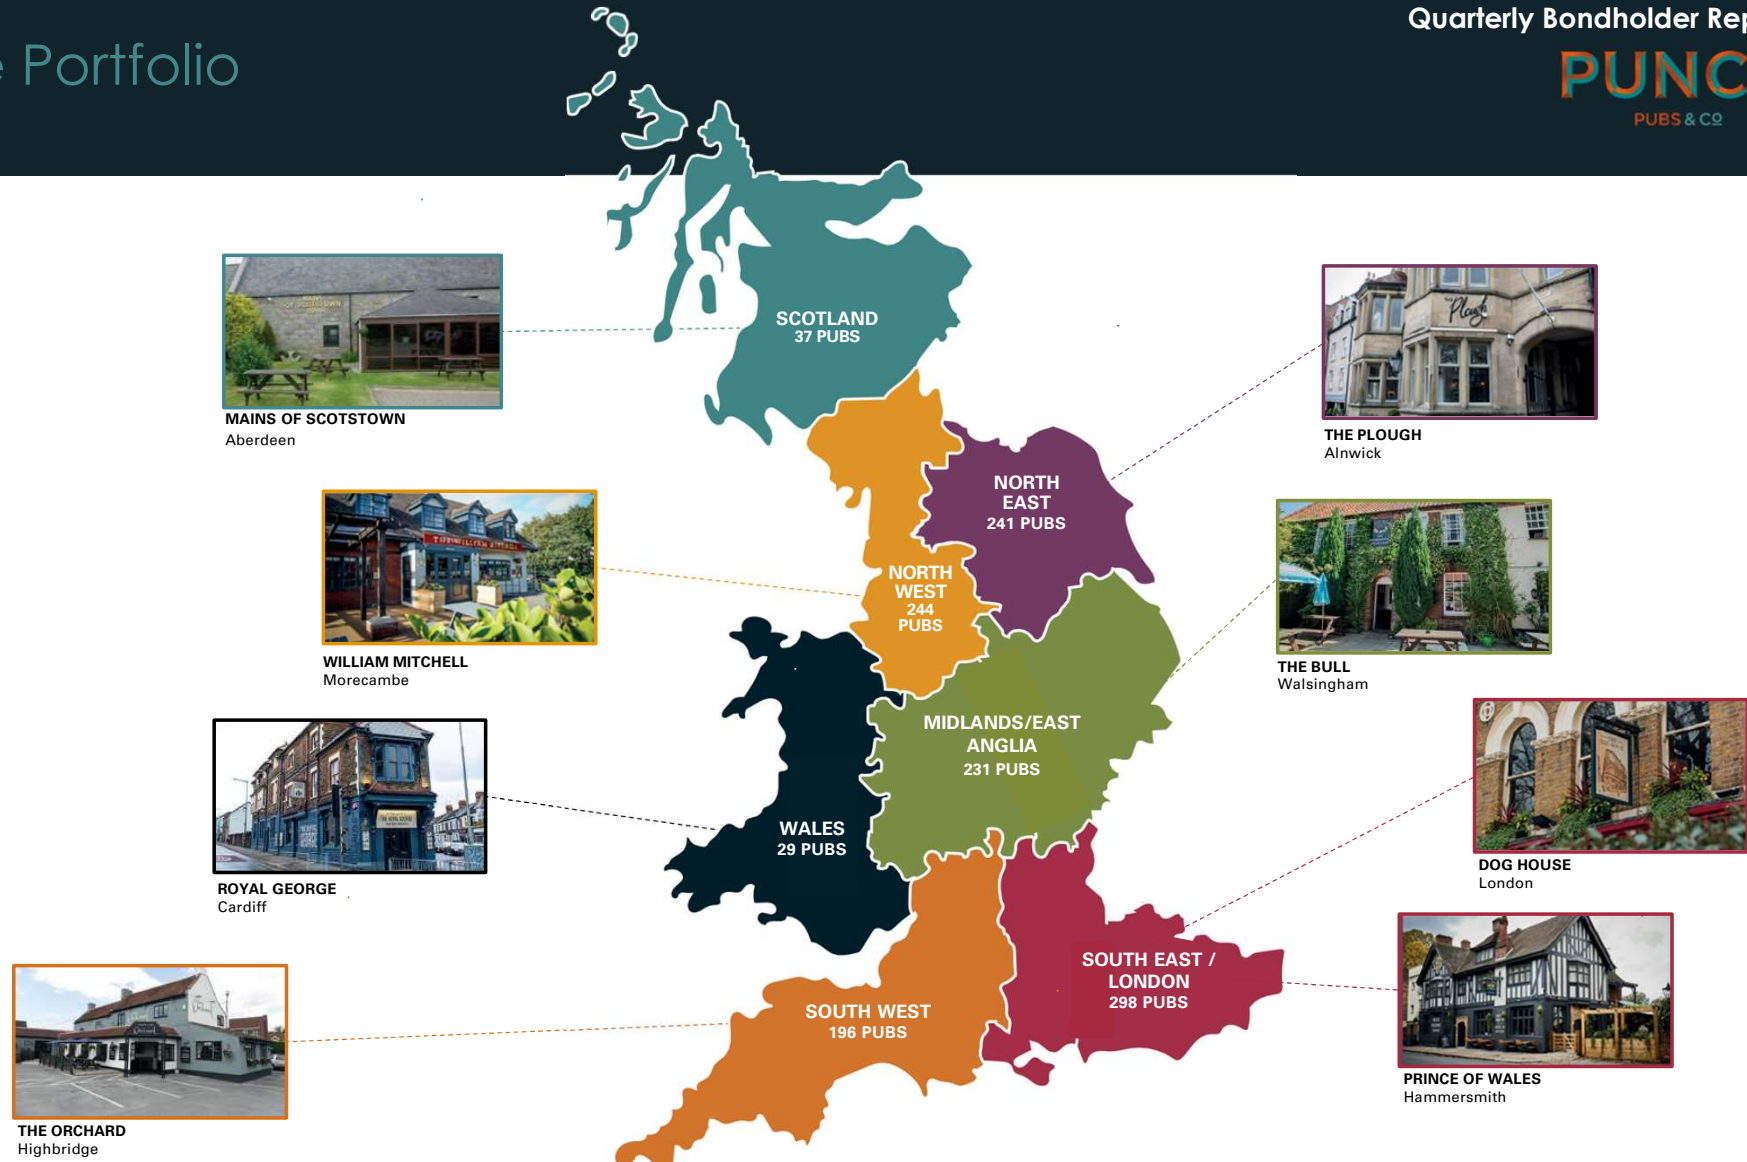 Quarterly Bondholder Rep
e Portfolio
PUNC
PUBS & CO
SCOTLAND
37 PUBS
MAINS OF SCOTSTOWN
Aberdeen
Plough
THE PLOUGH
Alnwick
NORTH
EAST
241 PUBS
NORTH
WEST
244
PUBS
WILLIAM MITCHELL
Morecambe
THE BULL
Walsingham
MIDLANDS/EAST
ANGLIA
231 PUBS
WALES
29 PUBS
ROYAL GEORGE
Cardiff
DOG HOUSE
London
SOUTH EAST /
LONDON
298 PUBS
SOUTH WEST
196 PUBS
PRINCE OF WALES
Hammersmith
THE ORCHARD
Highbridge